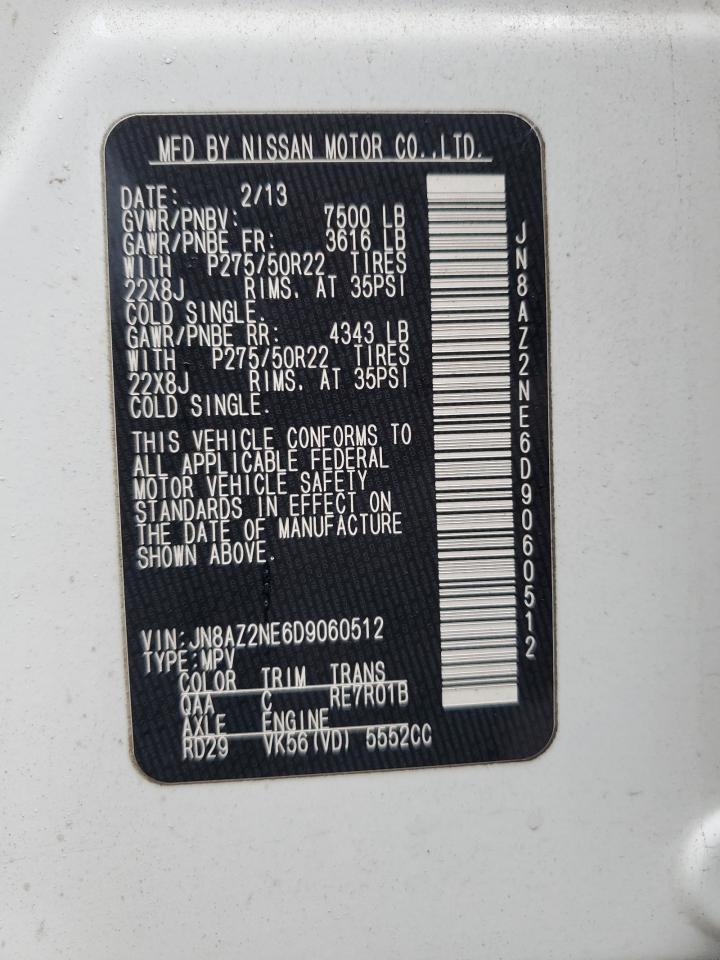 MFD BY NISSAN MOTOR CO.,LTD.
DATE: 2/13
GVWR/PNBV: 7500 LB
GAWR/PNBE FR: 3616 LB
WITH P275/50R22 TIRES
22X8J RIMS, AT 35PSI
COLD SINGLE.
GAWR/PNBE RR: 4343 LB
WITH P275/50R22 TIRES
22X8J RIMS, AT 35PSI
COLD SINGLE.
THIS VEHICLE CONFORMS TO
ALL APPLICABLE FEDERAL
MOTOR VEHICLE SAFETY
STANDARDS IN EFFECT ON
THE DATE OF MANUFACTURE
SHOWN ABOVE.
VIN:JN8AZ2NE6D9060512
TYPE:MPV
COLOR TRIM TRANS
QAA C RE7R01B
AXLE ENGINE
RD29 VK56(VD) 5552CC
JN8AZ2NE6D9060512